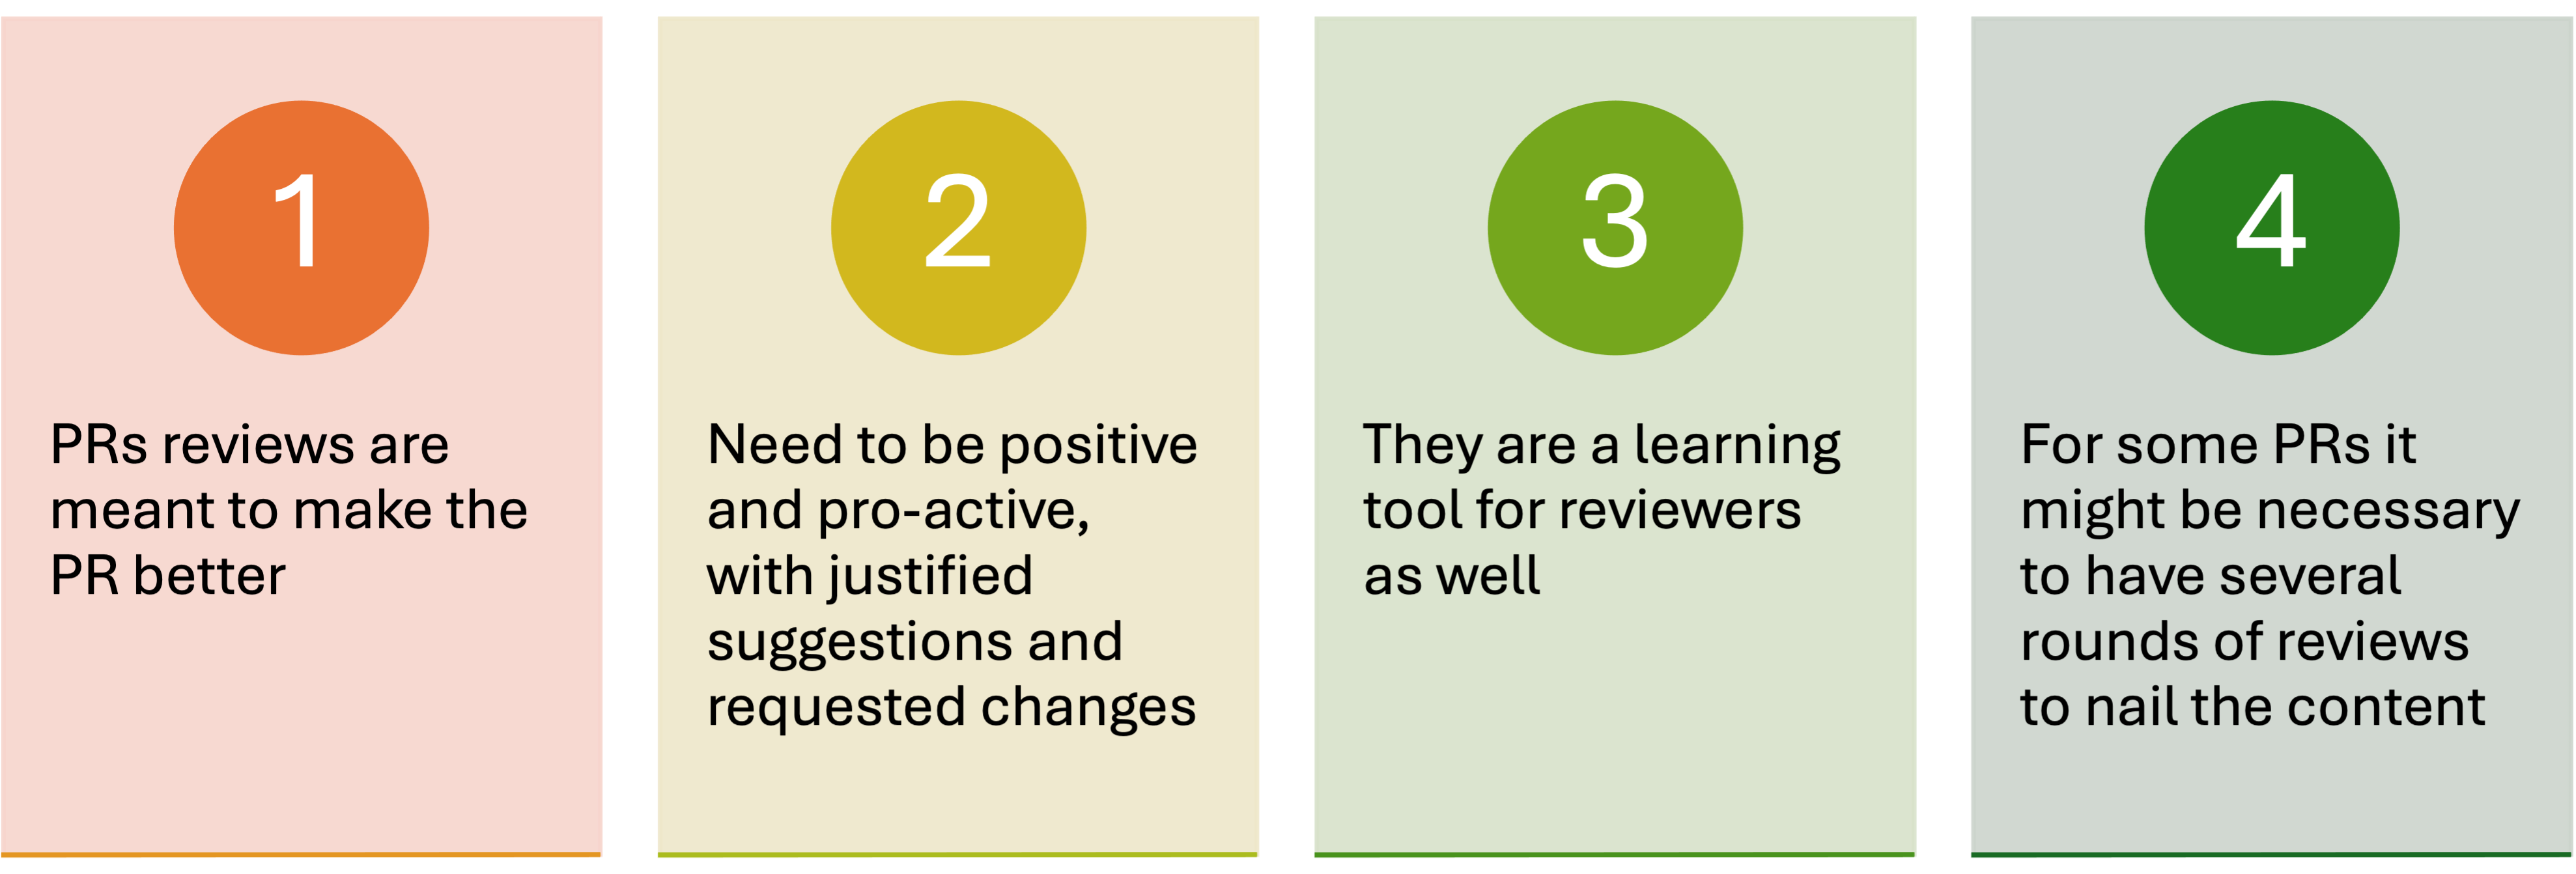 1
PRs reviews are
meant to make the
PR better
2
Need to be positive
and pro-active,
with justified
suggestions and
requested changes
3
They are a learning
tool for reviewers
as well
4
For some PRs it
might be necessary
to have several
rounds of reviews
to nail the content